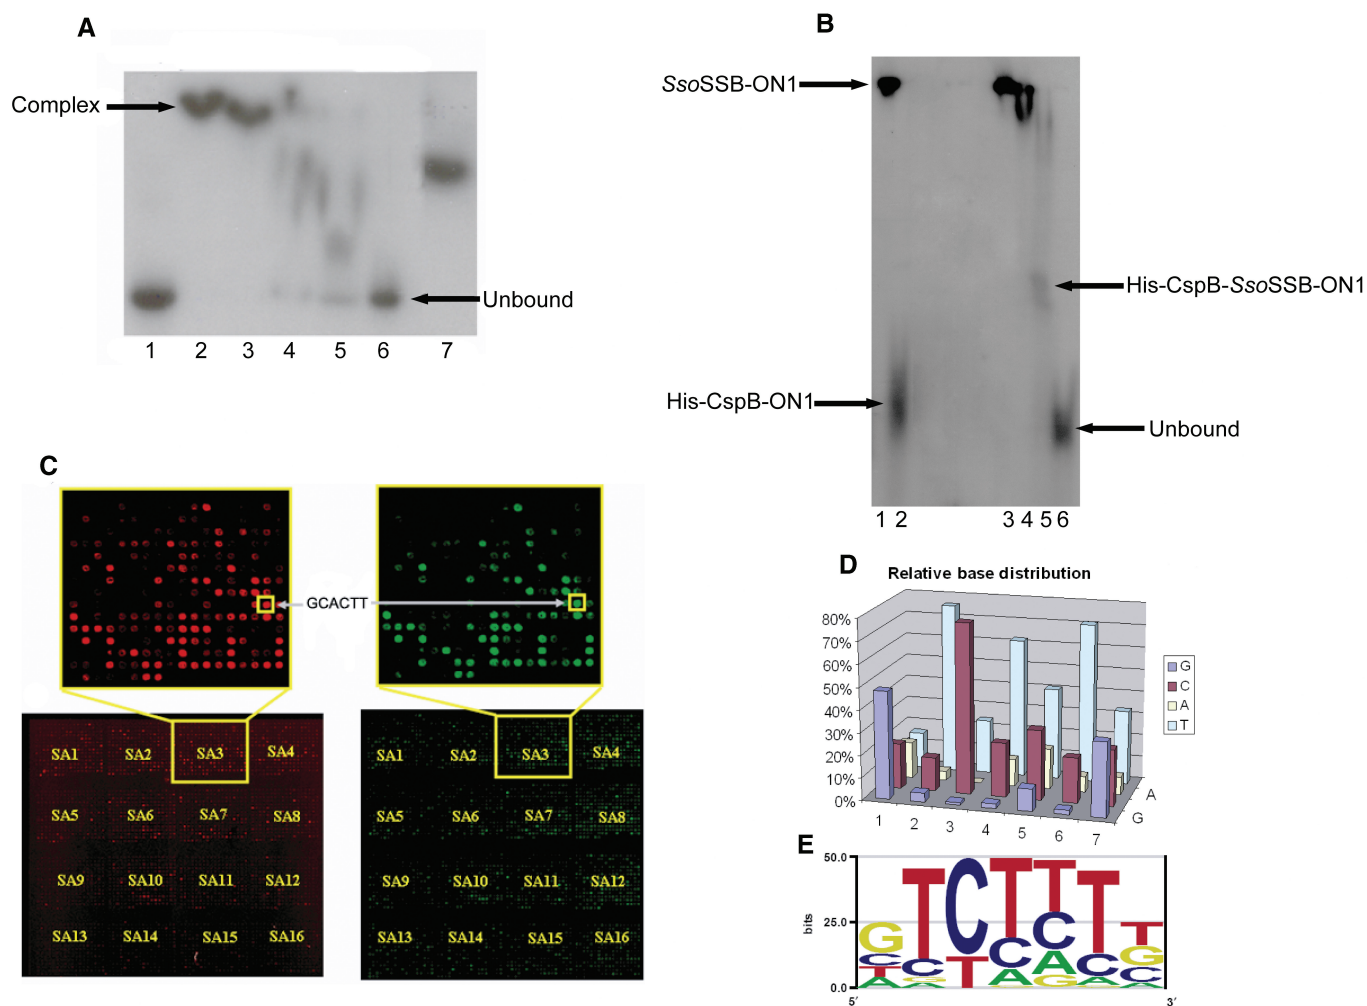 A
Complex
Unbound
1 2 3 4 5 6 7
B
SsoSSB-ON1
His-CspB-SsoSSB-ON1
His-CspB-ON1
Unbound
1 2 3 4 5 6
C
GCACTT
SA1 SA2 SA3 SA4
SA5 SA6 SA7 SA8
SA9 SA10 SA11 SA12
SA13 SA14 SA15 SA16
SA1 SA2 SA3 SA4
SA5 SA6 SA7 SA8
SA9 SA10 SA11 SA12
SA13 SA14 SA15 SA16
D
Relative base distribution
80%
70%
60%
50%
40%
30%
20%
10%
0%
1 2 3 4 5 6 7
A
G
G
C
A
T
E
50.0
25.0
0.0
bits
G T C T T T T
C C T C C C G
T G A A A C
A A G A
5′ 3′